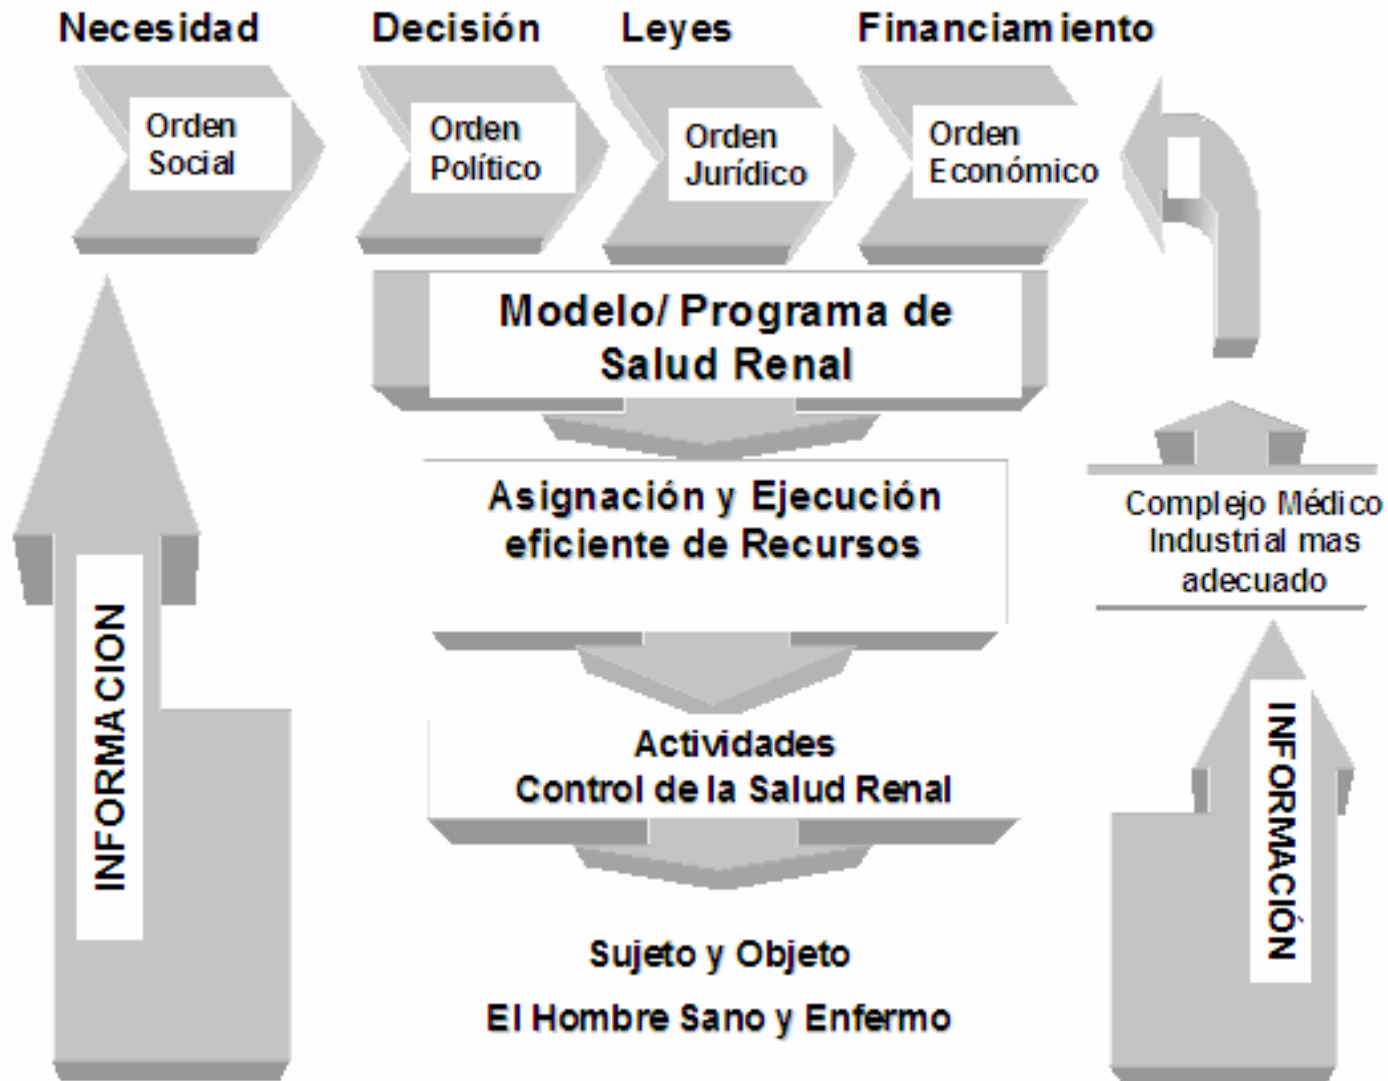 Necesidad
Decisión
Leyes
Financiamiento
Orden
Social
Orden
Político
Orden
Jurídico
Orden
Económico
Modelo/ Programa de
Salud Renal
Asignación y Ejecución
eficiente de Recursos
Complejo Médico
Industrial mas
adecuado
INFORMACION
Actividades
Control de la Salud Renal
INFORMACIÓN
Sujeto y Objeto
El Hombre Sano y Enfermo